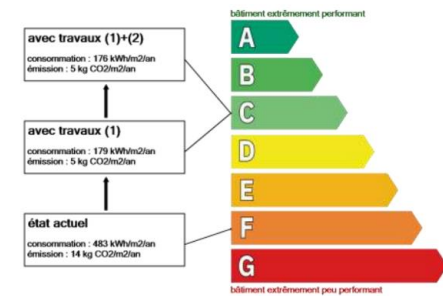 bâtiment extrêmement performant
avec travaux (1)+(2)
consommation : 176 kWh/m2/an
émission : 5 kg CO2/m2/an
avec travaux (1)
consommation : 179 kWh/m2/an
émission : 5 kg CO2/m2/an
état actuel
consommation : 483 kWh/m2/an
émission : 14 kg CO2/m2/an
A
B
C
D
E
F
G
bâtiment extrêmement peu performant